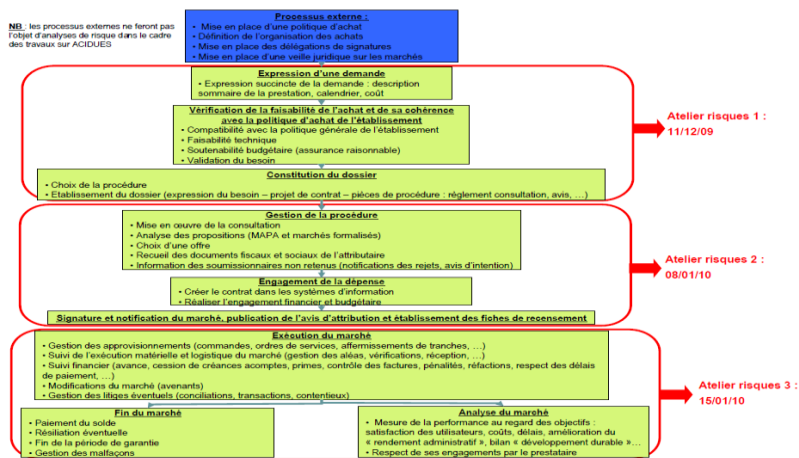 NB : les processus externes ne feront pas
l'objet d'analyses de risque dans le cadre
des travaux sur ACIDUES
Processus externe :
• Mise en place d'une politique d'achat
• Définition de l'organisation des achats
• Mise en place des délégations de signatures
• Mise en place d'une veille juridique sur les marchés
Expression d'une demande
• Expression succincte de la demande : description
sommaire de la prestation, calendrier, coût
Vérification de la faisabilité de l'achat et de sa cohérence
avec la politique d'achat de l'établissement
• Compatibilité avec la politique générale de l'établissement
• Faisabilité technique
• Soutenabilité budgétaire (assurance raisonnable)
• Validation du besoin
Constitution du dossier
• Choix de la procédure
• Etablissement du dossier (expression du besoin – projet de contrat – pièces de procédure : règlement consultation, avis, …)
Atelier risques 1 :
11/12/09
Gestion de la procédure
• Mise en œuvre de la consultation
• Analyse des propositions (MAPA et marchés formalisés)
• Choix d'une offre
• Recueil des documents fiscaux et sociaux de l'attributaire
• Information des soumissionnaires non retenus (notifications des rejets, avis d'intention)
Engagement de la dépense
• Créer le contrat dans les systèmes d'information
• Réaliser l'engagement financier et budgétaire
Signature et notification du marché, publication de l'avis d'attribution et établissement des fiches de recensement
Atelier risques 2 :
08/01/10
Exécution du marché
• Gestion des approvisionnements (commandes, ordres de services, affermissements de tranches, …)
• Suivi de l'exécution matérielle et logistique du marché (gestion des aléas, vérifications, réception, …)
• Suivi financier (avance, cession de créances acomptes, primes, contrôle des factures, pénalités, réfactions, respect des délais
de paiement, …)
• Modifications du marché (avenants)
• Gestion des litiges éventuels (conciliations, transactions, contentieux)
Fin du marché
• Paiement du solde
• Résiliation éventuelle
• Fin de la période de garantie
• Gestion des malfaçons
Analyse du marché
• Mesure de la performance au regard des objectifs :
satisfaction des utilisateurs, coûts, délais, amélioration du
« rendement administratif », bilan « développement durable »…
• Respect de ses engagements par le prestataire
Atelier risques 3 :
15/01/10